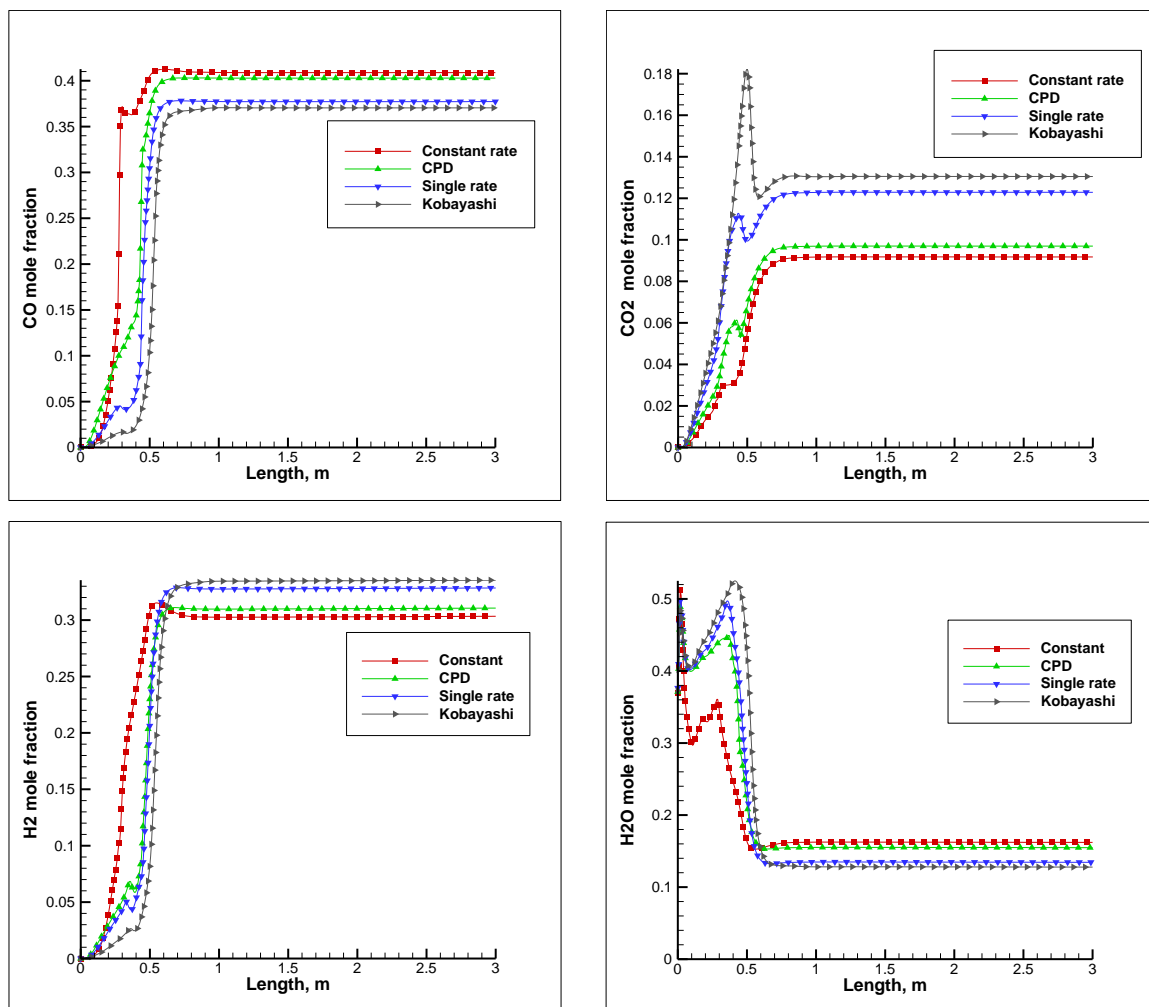 CO mole fraction
0.4
0.35
0.3
0.25
0.2
0.15
0.1
0.05
0
0 0.5 1 1.5 2 2.5 3
Length, m
Constant rate
CPD
Single rate
Kobayashi
CO2 mole fraction
0.18
0.16
0.14
0.12
0.1
0.08
0.06
0.04
0.02
0
0 0.5 1 1.5 2 2.5 3
Length, m
Constant rate
CPD
Single rate
Kobayashi
H2 mole fraction
0.3
0.25
0.2
0.15
0.1
0.05
0
0 0.5 1 1.5 2 2.5 3
Length, m
Constant
CPD
Single rate
Kobayashi
H2O mole fraction
0.5
0.4
0.3
0.2
0.1
0
0 0.5 1 1.5 2 2.5 3
Length, m
Constant
CPD
Single rate
Kobayashi